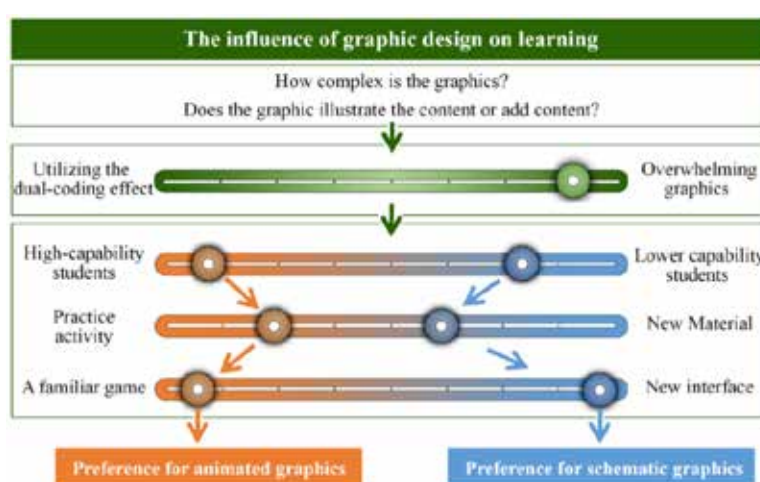 The influence of graphic design on learning
How complex is the graphics?
Does the graphic illustrate the content or add content?
Utilizing the
dual-coding effect
Overwhelming
graphics
High-capability
students
Lower capability
students
Practice
activity
New Material
A familiar game
New interface
Preference for animated graphics
Preference for schematic graphics